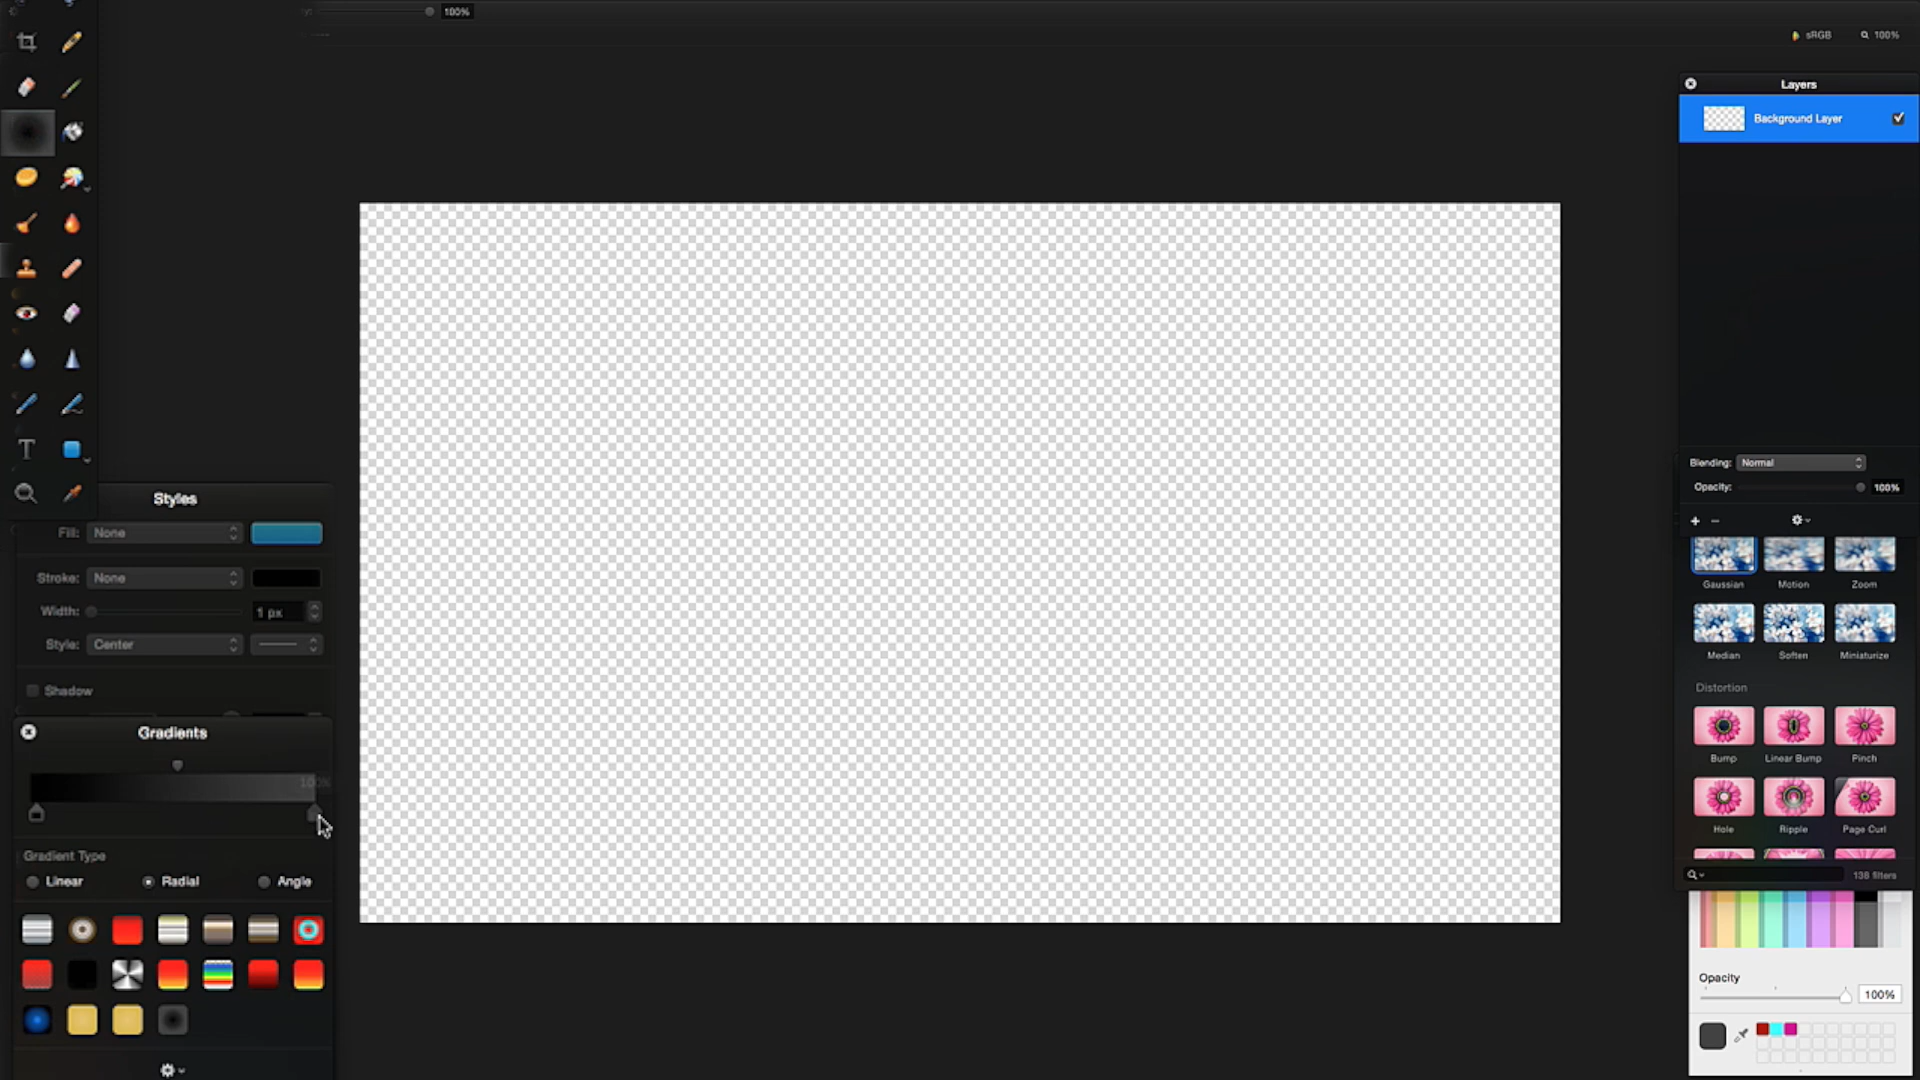 100%
sRGB
100%
Layers
Background Layer
Blending: Normal
Opacity: 100%
Styles
Fill: None
Stroke: None
Width: 1 px
Style: Center
Shadow
Gaussian Motion Zoom
Median Soften Miniaturize
Distortion
Bump Linear Bump Pinch
Hole Ripple Page Curl
138 filters
Gradients
100%
Gradient Type
Linear Radial Angle
Opacity
100%